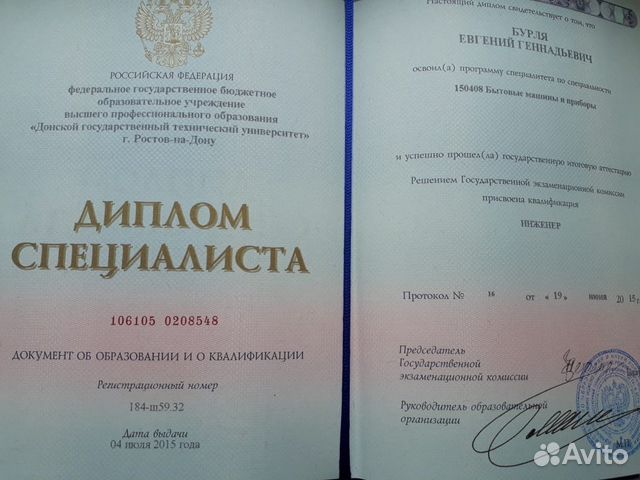 РОССИЙСКАЯ ФЕДЕРАЦИЯ
федеральное государственное бюджетное
образовательное учреждение
высшего профессионального образования
«Донской государственный технический университет»
г. Ростов-на-Дону
ДИПЛОМ
СПЕЦИАЛИСТА
106105 0208548
ДОКУМЕНТ ОБ ОБРАЗОВАНИИ И О КВАЛИФИКАЦИИ
Регистрационный номер
184-ш59.32
Дата выдачи
04 июля 2015 года
Настоящий диплом свидетельствует о том, что
БУРЛЯ
ЕВГЕНИЙ ГЕННАДЬЕВИЧ
освоил(а) программу специалитета по специальности
150408 Бытовые машины и приборы
и успешно прошел(ла) государственную итоговую аттестацию
Решением Государственной экзаменационной комиссии
присвоена квалификация
ИНЖЕНЕР
Протокол № 16 от «19» июня 2015г.
Председатель
Государственной
экзаменационной комиссии
Руководитель образовательной
организации
М.П.
Avito